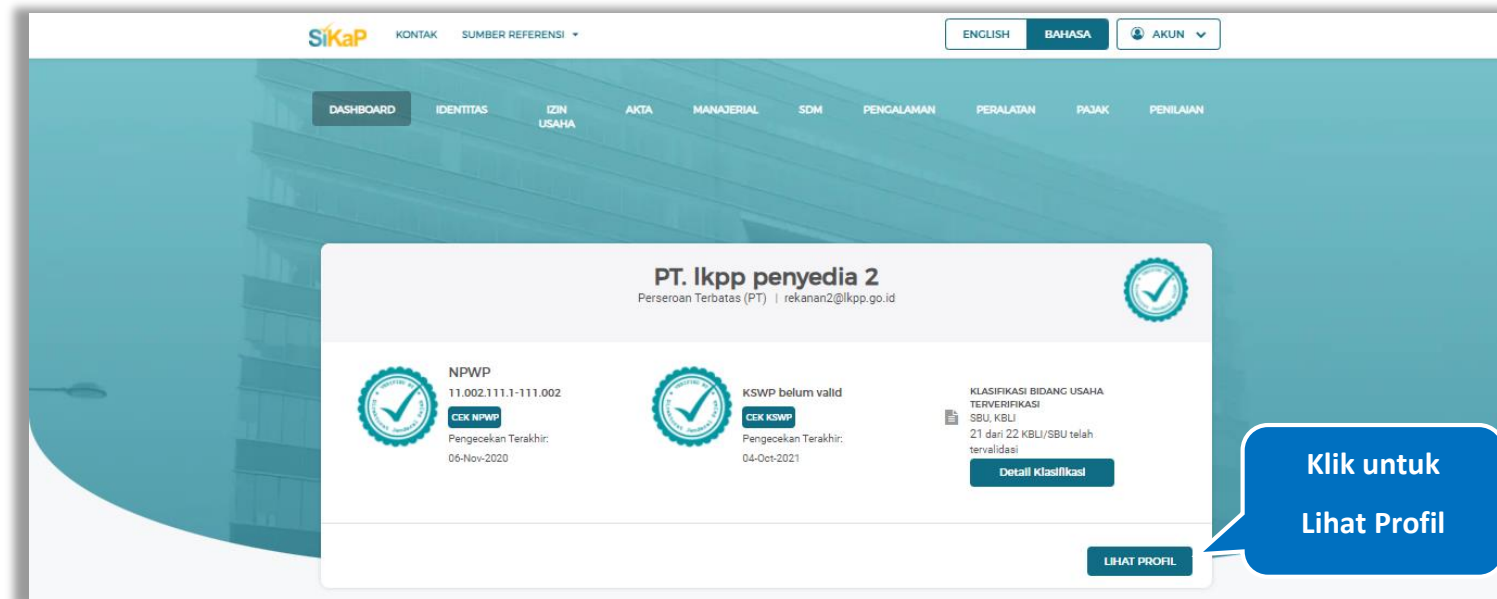 SiKaP KONTAK SUMBER REFERENSI ENGLISH BAHASA AKUN
DASHBOARD IDENTITAS IZIN USAHA AKTA MANAJERIAL SDM PENGALAMAN PERALATAN PAJAK PENILAIAN
PT. lkpp penyedia 2
Perseroan Terbatas (PT) | rekanan2@lkpp.go.id
NPWP
11.002.111.1-111.002
CEK NPWP
Pengecekan Terakhir:
06-Nov-2020
KSWP belum valid
CEK KSWP
Pengecekan Terakhir:
04-Oct-2021
KLASIFIKASI BIDANG USAHA
TERVERIFIKASI
SBU, KBLI
21 dari 22 KBLI/SBU telah
tervalidasi
Detail Klasifikasi
LIHAT PROFIL
Klik untuk
Lihat Profil